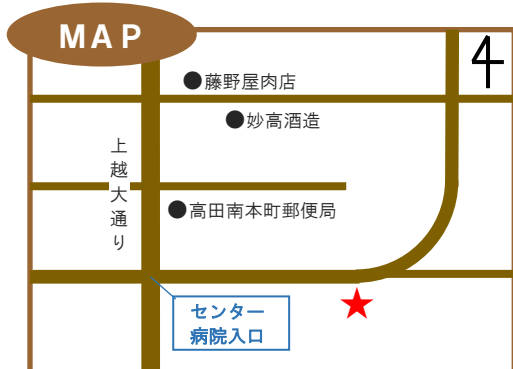 MAP
藤野屋肉店
妙高酒造
上越大通り
高田南本町郵便局
センター
病院入口